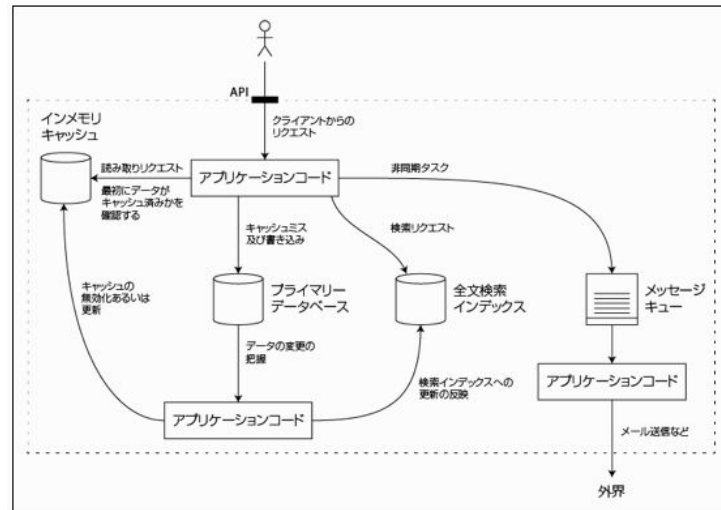 API
クライアントからの
リクエスト
インメモリ
キャッシュ
読み取りリクエスト
アプリケーションコード
非同期タスク
最初にデータが
キャッシュ済みかを
確認する
キャッシュミス
及び書き込み
検索リクエスト
キャッシュの
無効化あるいは
更新
プライマリー
データベース
全文検索
インデックス
メッセージ
キュー
データの変更の
把握
検索インデックスへの
更新の反映
アプリケーションコード
アプリケーションコード
メール送信など
外界